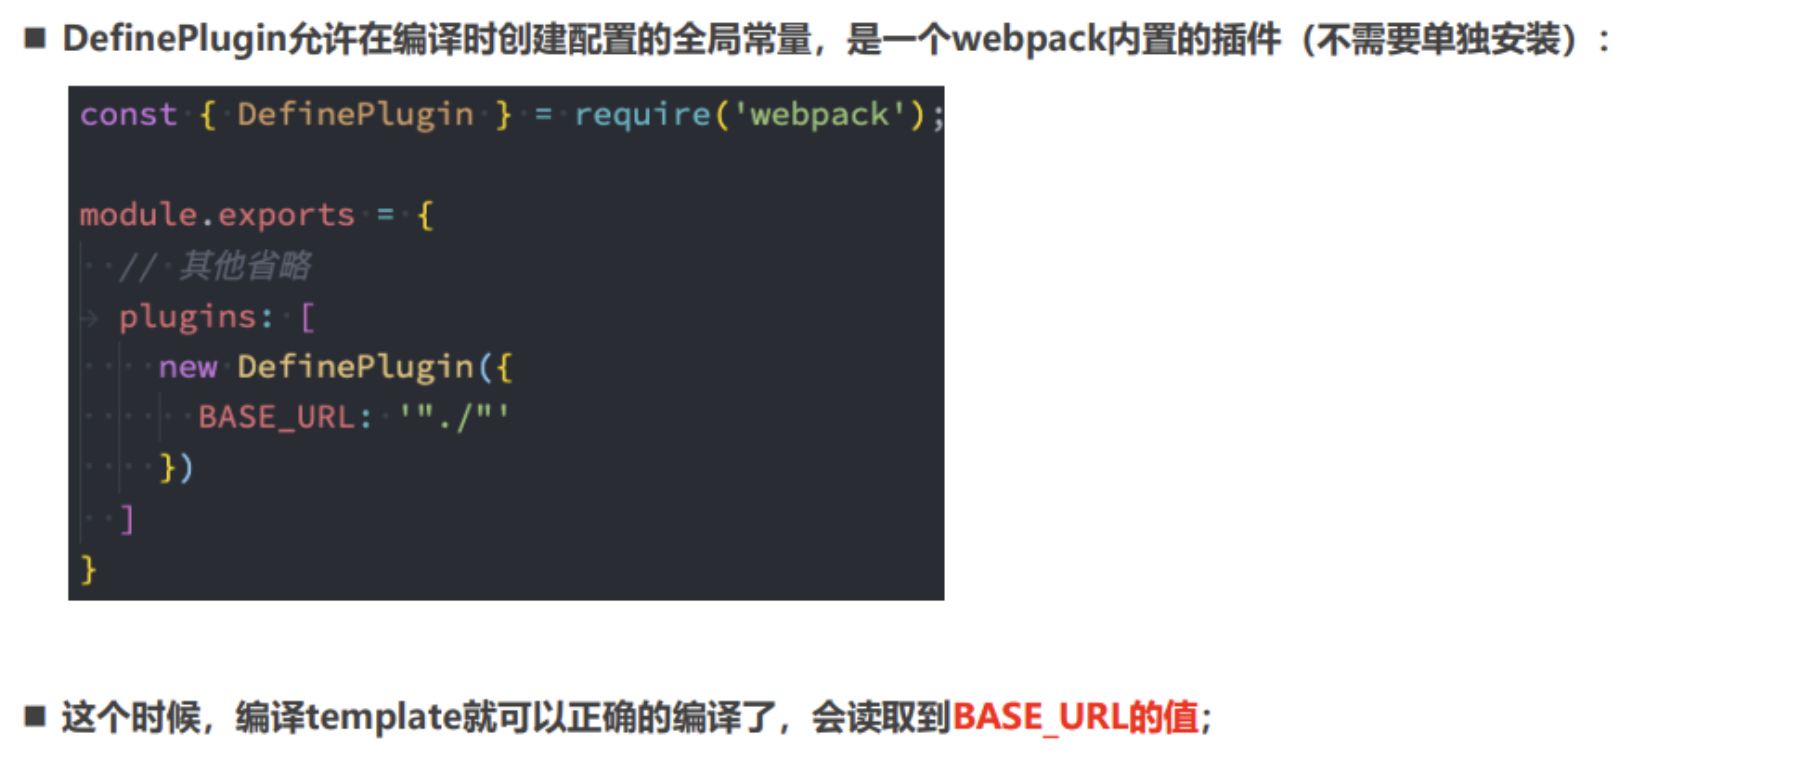 ■ DefinePlugin允许在编译时创建配置的全局常量，是一个webpack内置的插件（不需要单独安装）：
const { DefinePlugin } = require('webpack');
module.exports = {
  // 其他省略
  plugins: [
    new DefinePlugin({
      BASE_URL: '"./"'
    })
  ]
}
■ 这个时候，编译template就可以正确的编译了，会读取到BASE_URL的值；